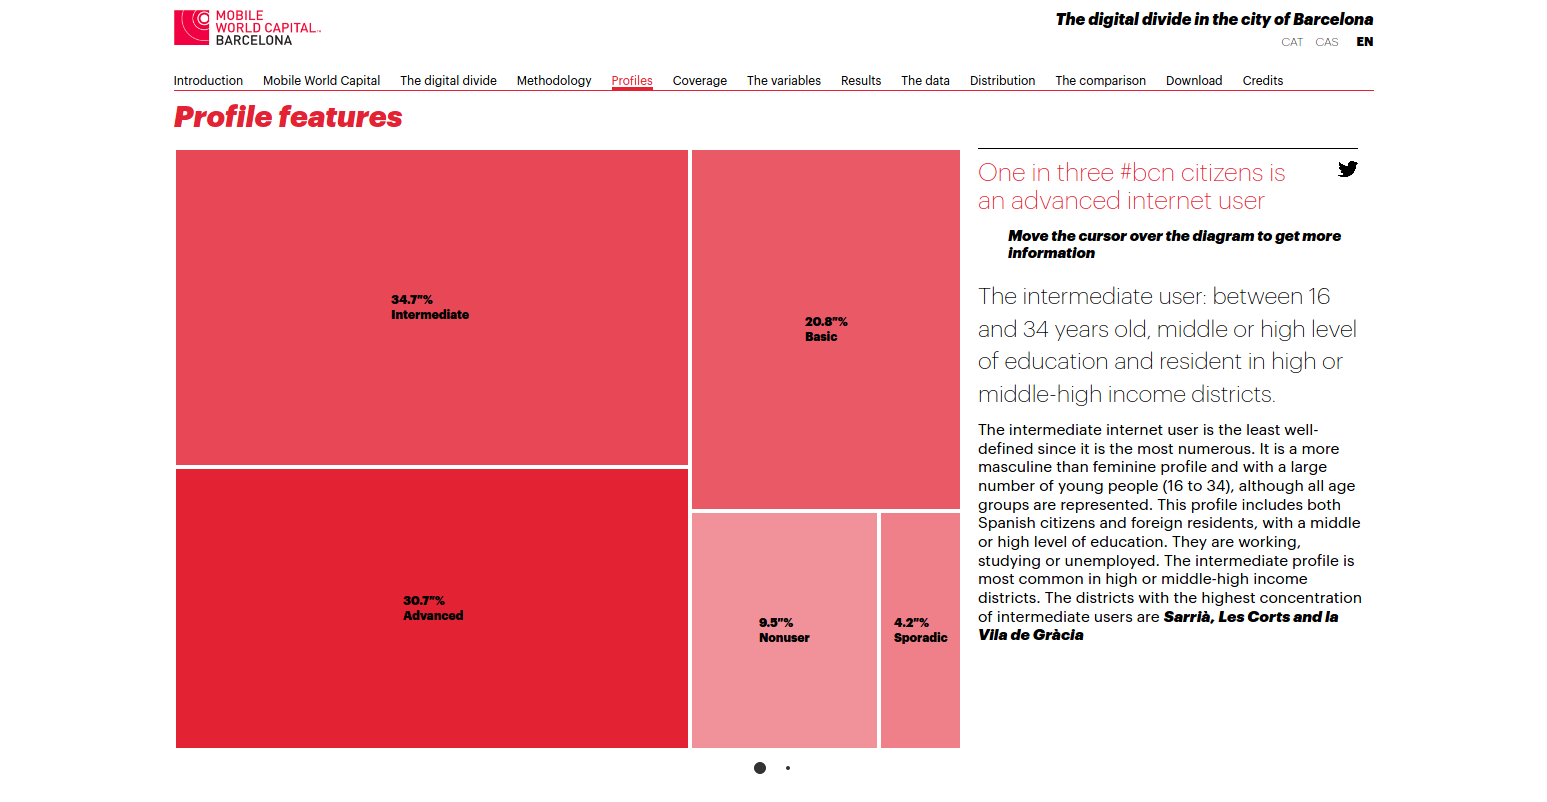 MOBILE
WORLD CAPITAL™
BARCELONA
The digital divide in the city of Barcelona
CAT CAS EN
Introduction Mobile World Capital The digital divide Methodology Profiles Coverage The variables Results The data Distribution The comparison Download Credits
Profile features
34.7"%
Intermediate
20.8"%
Basic
30.7"%
Advanced
9.5"%
Nonuser
4.2"%
Sporadic
One in three #bcn citizens is
an advanced internet user
Move the cursor over the diagram to get more
information
The intermediate user: between 16
and 34 years old, middle or high level
of education and resident in high or
middle-high income districts.
The intermediate internet user is the least well-
defined since it is the most numerous. It is a more
masculine than feminine profile and with a large
number of young people (16 to 34), although all age
groups are represented. This profile includes both
Spanish citizens and foreign residents, with a middle
or high level of education. They are working,
studying or unemployed. The intermediate profile is
most common in high or middle-high income
districts. The districts with the highest concentration
of intermediate users are Sarrià, Les Corts and la
Vila de Gràcia